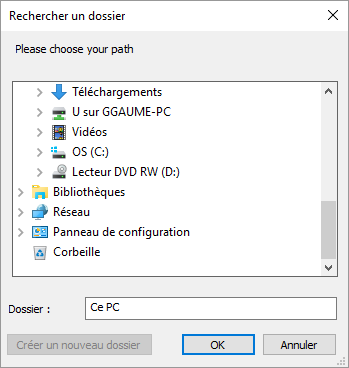 Rechercher un dossier
Please choose your path
Téléchargements
U sur GGAUME-PC
Vidéos
OS (C:)
Lecteur DVD RW (D:)
Bibliothèques
Réseau
Panneau de configuration
Corbeille
Dossier :
Ce PC
Créer un nouveau dossier
OK
Annuler